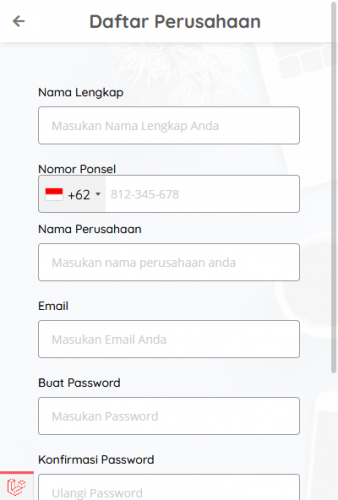 Daftar Perusahaan
Nama Lengkap
Masukan Nama Lengkap Anda
Nomor Ponsel
+62
812-345-678
Nama Perusahaan
Masukan nama perusahaan anda
Email
Masukan Email Anda
Buat Password
Masukan Password
Konfirmasi Password
Ulangi Password